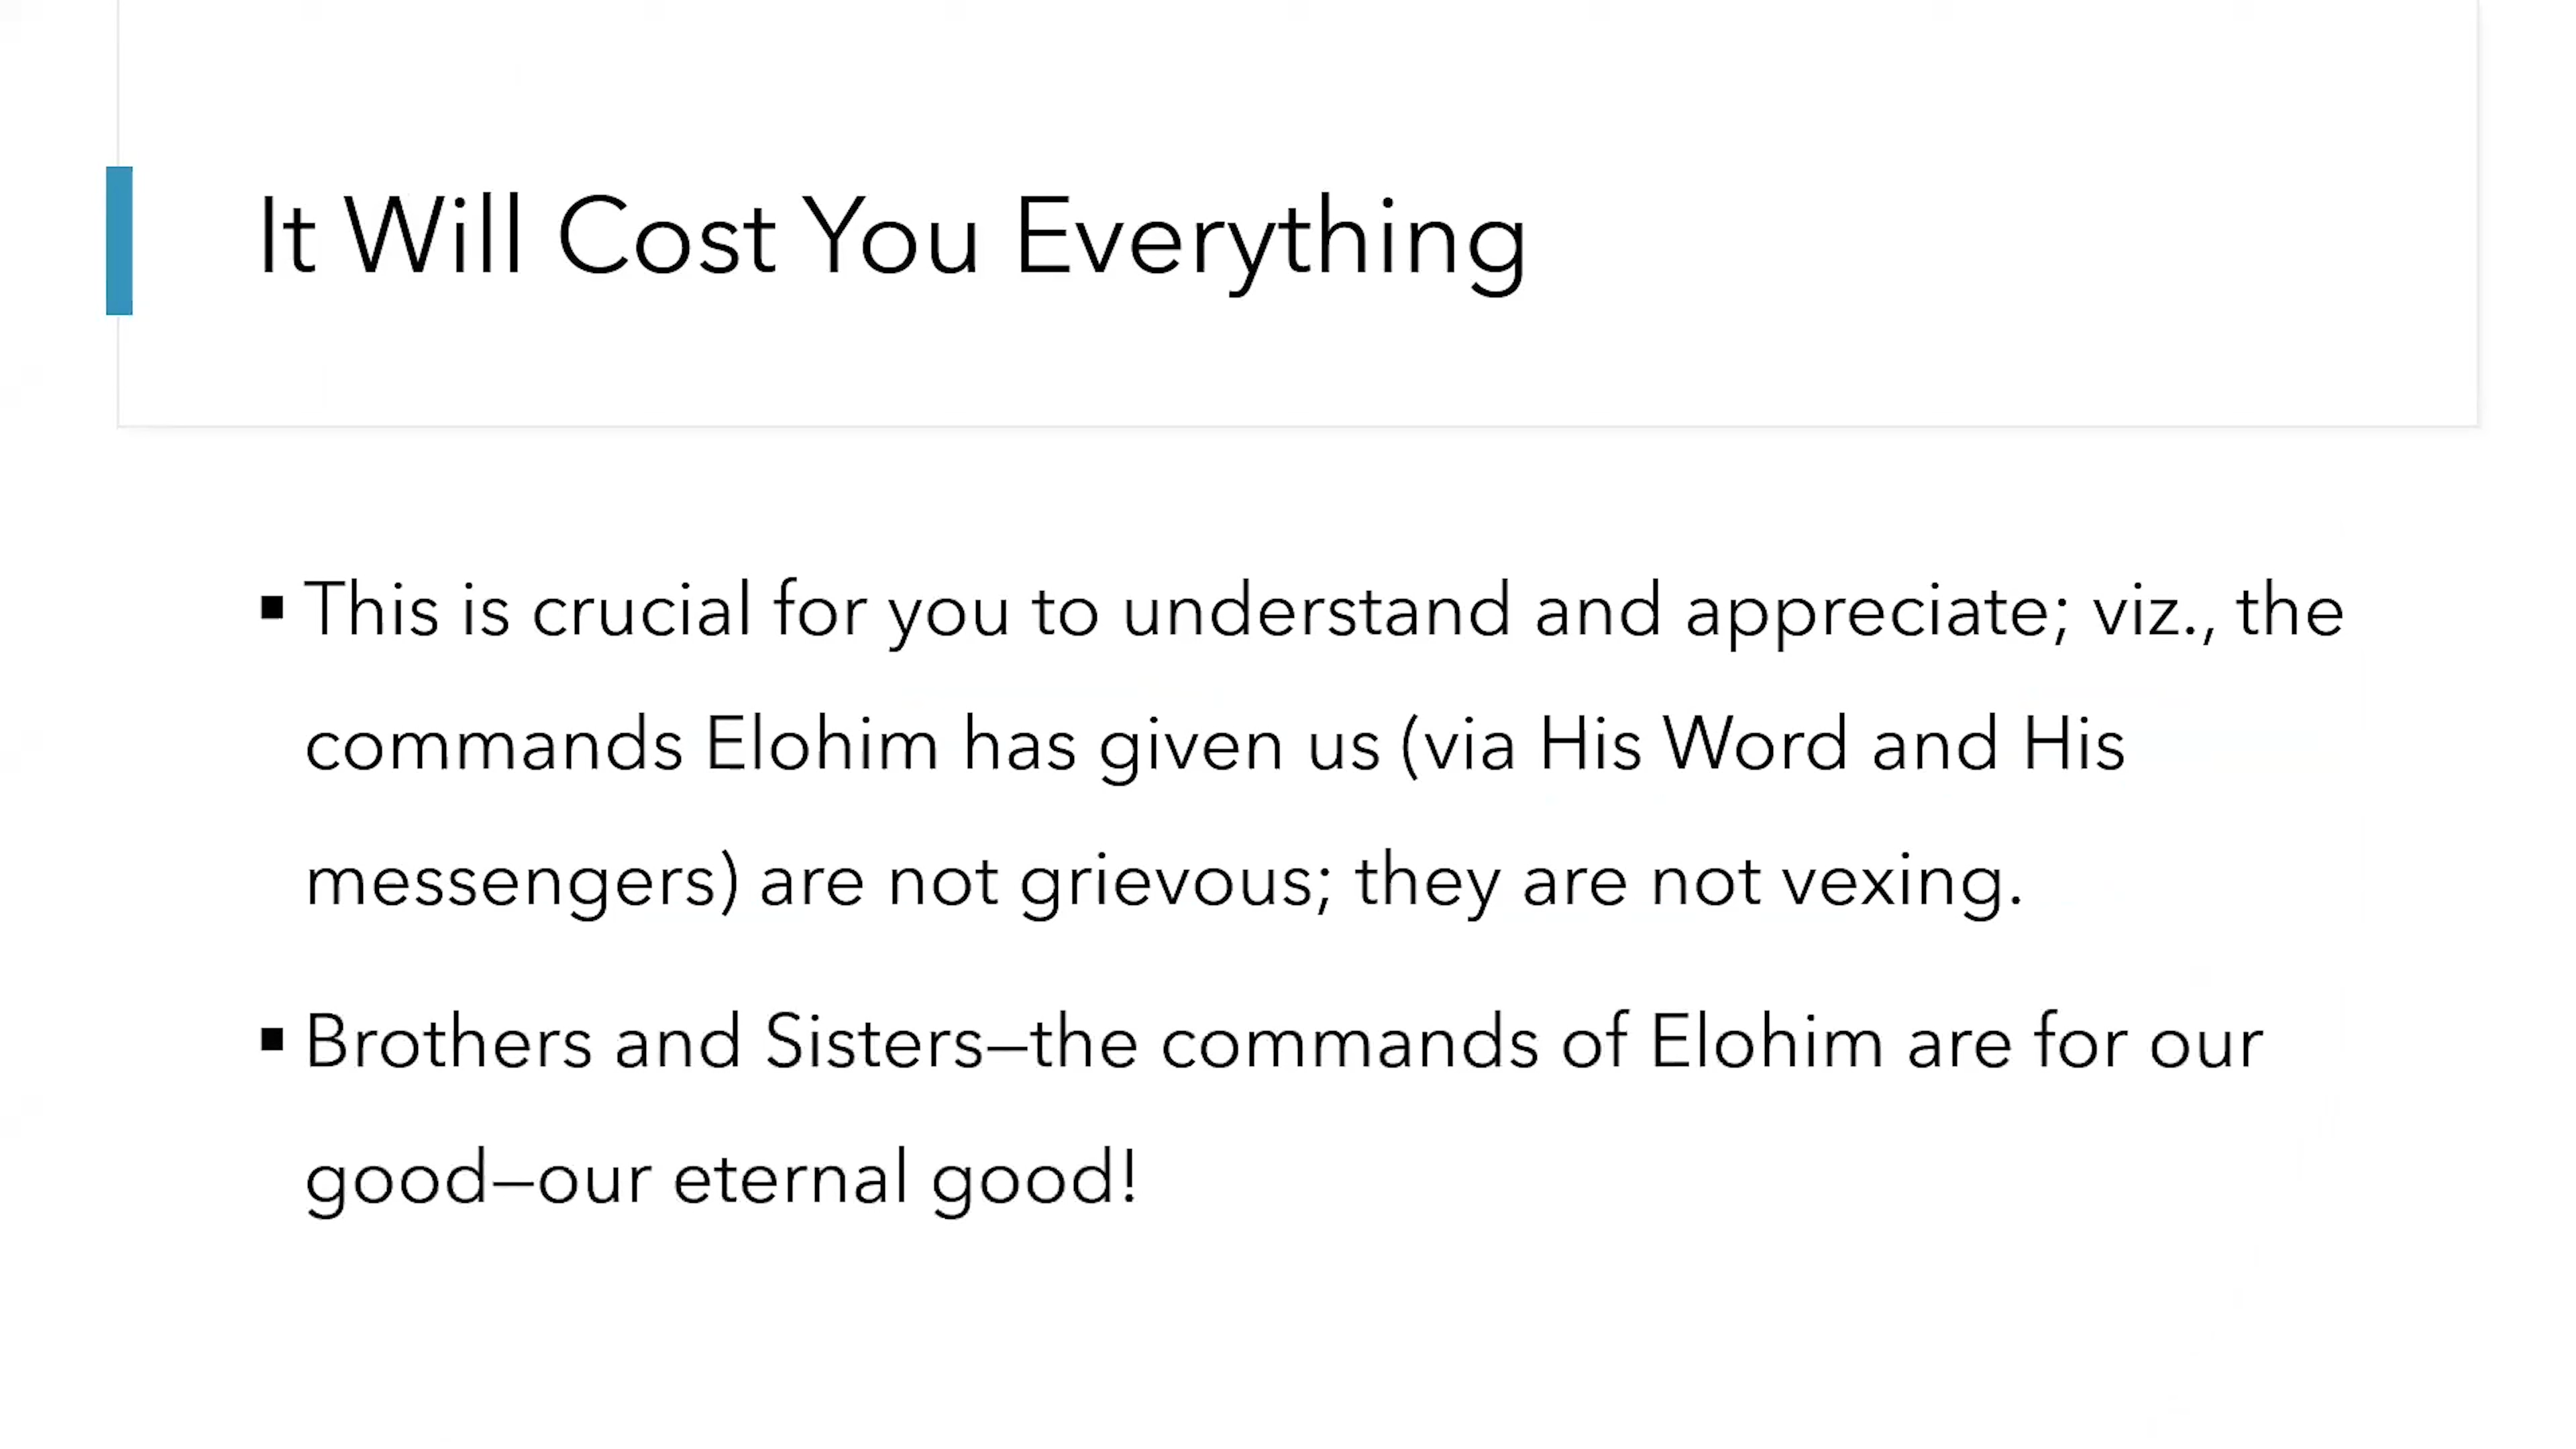 It Will Cost You Everything
▪ This is crucial for you to understand and appreciate; viz., the
commands Elohim has given us (via His Word and His
messengers) are not grievous; they are not vexing.
▪ Brothers and Sisters—the commands of Elohim are for our
good—our eternal good!